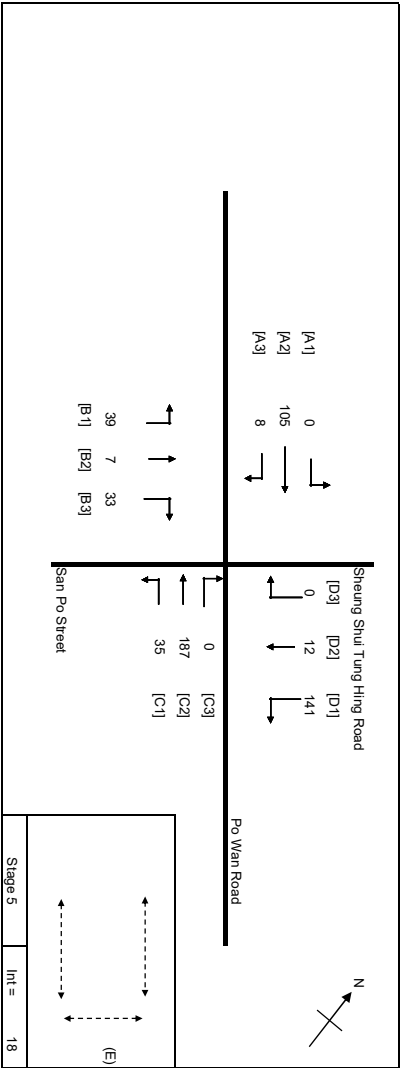 Sheung Shui Tung Hing Road
[D3] [D2] [D1]
0 12 141
[A1] 0
[A2] 105
[A3] 8
39 7 33
[B1] [B2] [B3]
0 [C3]
187 [C2]
35 [C1]
San Po Street
Po Wan Road
N
(E)
Stage 5
Int = 18